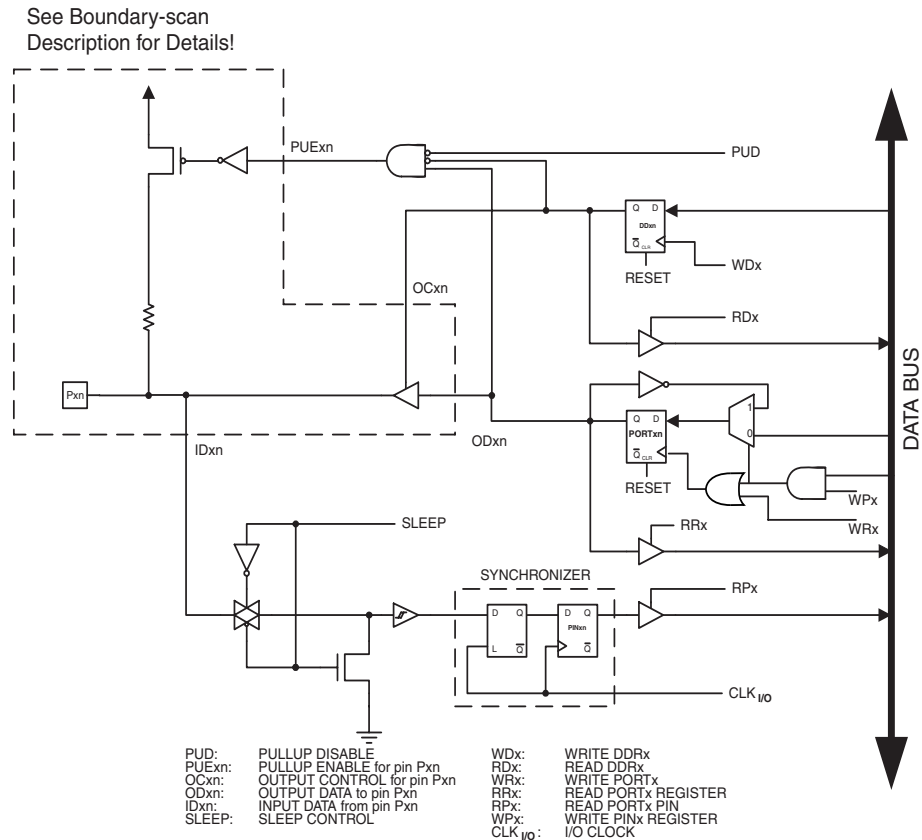 See Boundary-scan
Description for Details!
PUExn
PUD
Q D
DDxn
Q CLR
RESET
WDx
OCxn
RDx
Pxn
ODxn
IDxn
1
0
Q D
PORTxn
Q CLR
RESET
WPx
WRx
RRx
SLEEP
SYNCHRONIZER
RPx
D Q
L Q
D Q
PINxn
Q
CLK I/O
DATA BUS
PUD: PULLUP DISABLE
PUExn: PULLUP ENABLE for pin Pxn
OCxn: OUTPUT CONTROL for pin Pxn
ODxn: OUTPUT DATA to pin Pxn
IDxn: INPUT DATA from pin Pxn
SLEEP: SLEEP CONTROL
WDx: WRITE DDRx
RDx: READ DDRx
WRx: WRITE PORTx
RRx: READ PORTx REGISTER
RPx: READ PORTx PIN
WPx: WRITE PINx REGISTER
CLK I/O: I/O CLOCK